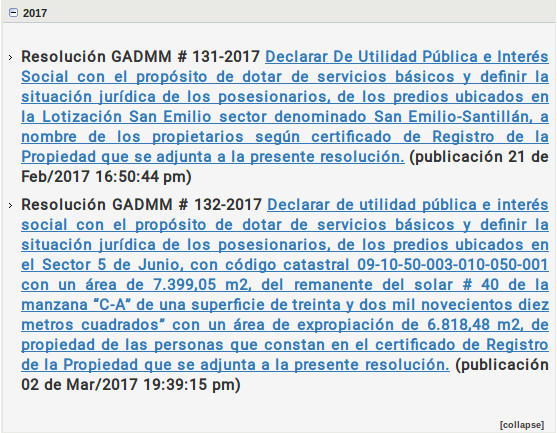 2017
Resolución GADMM # 131-2017 Declarar De Utilidad Pública e Interés
Social con el propósito de dotar de servicios básicos y definir la
situación jurídica de los posesionarios, de los predios ubicados en
la Lotización San Emilio sector denominado San Emilio-Santillán, a
nombre de los propietarios según certificado de Registro de la
Propiedad que se adjunta a la presente resolución. (publicación 21 de
Feb/2017 16:50:44 pm)
Resolución GADMM # 132-2017 Declarar de utilidad pública e interés
social con el propósito de dotar de servicios básicos y definir la
situación jurídica de los posesionarios, de los predios ubicados en
el Sector 5 de Junio, con código catastral 09-10-50-003-010-050-001
con un área de 7.399,05 m2, del remanente del solar # 40 de la
manzana “C-A” de una superficie de treinta y dos mil novecientos diez
metros cuadrados” con un área de expropiación de 6.818,48 m2, de
propiedad de las personas que constan en el certificado de Registro
de la Propiedad que se adjunta a la presente resolución. (publicación
02 de Mar/2017 19:39:15 pm)
[collapse]